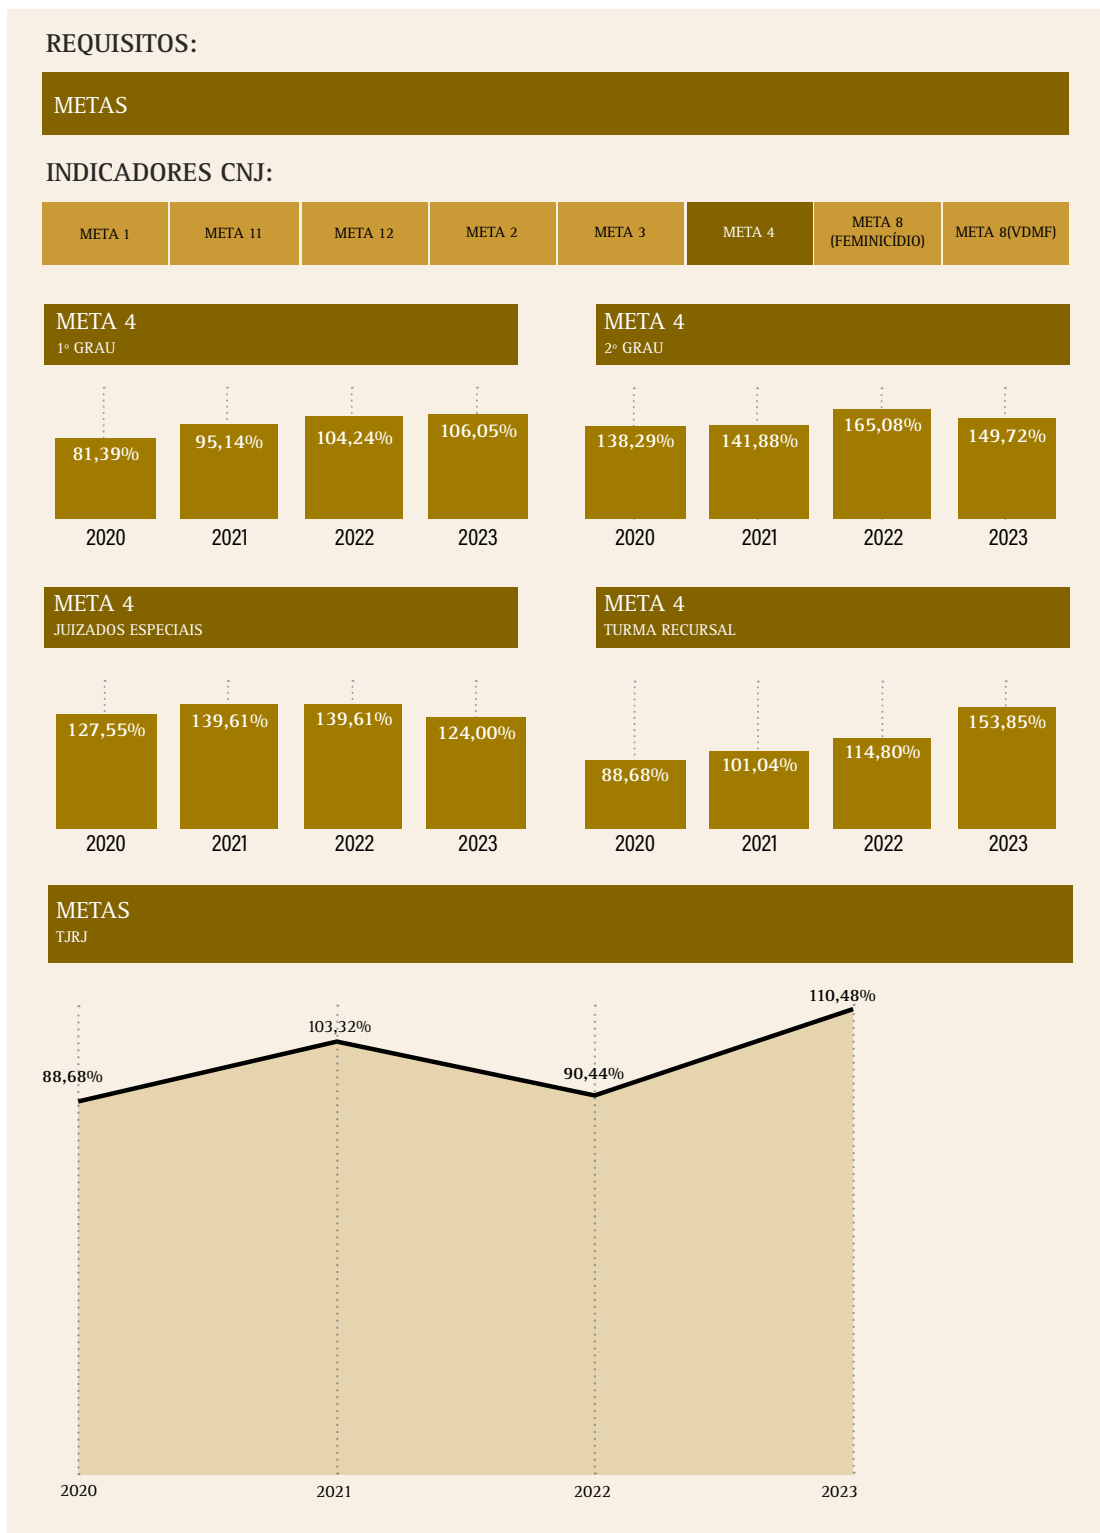 REQUISITOS:
METAS
INDICADORES CNJ:
META 1
META 11
META 12
META 2
META 3
META 4
META 8
(FEMINICÍDIO)
META 8(VDMF)
META 4
1º GRAU
81,39%
95,14%
104,24%
106,05%
2020
2021
2022
2023
META 4
2º GRAU
138,29%
141,88%
165,08%
149,72%
2020
2021
2022
2023
META 4
JUIZADOS ESPECIAIS
127,55%
139,61%
139,61%
124,00%
2020
2021
2022
2023
META 4
TURMA RECURSAL
88,68%
101,04%
114,80%
153,85%
2020
2021
2022
2023
METAS
TJRJ
88,68%
103,32%
90,44%
110,48%
2020
2021
2022
2023